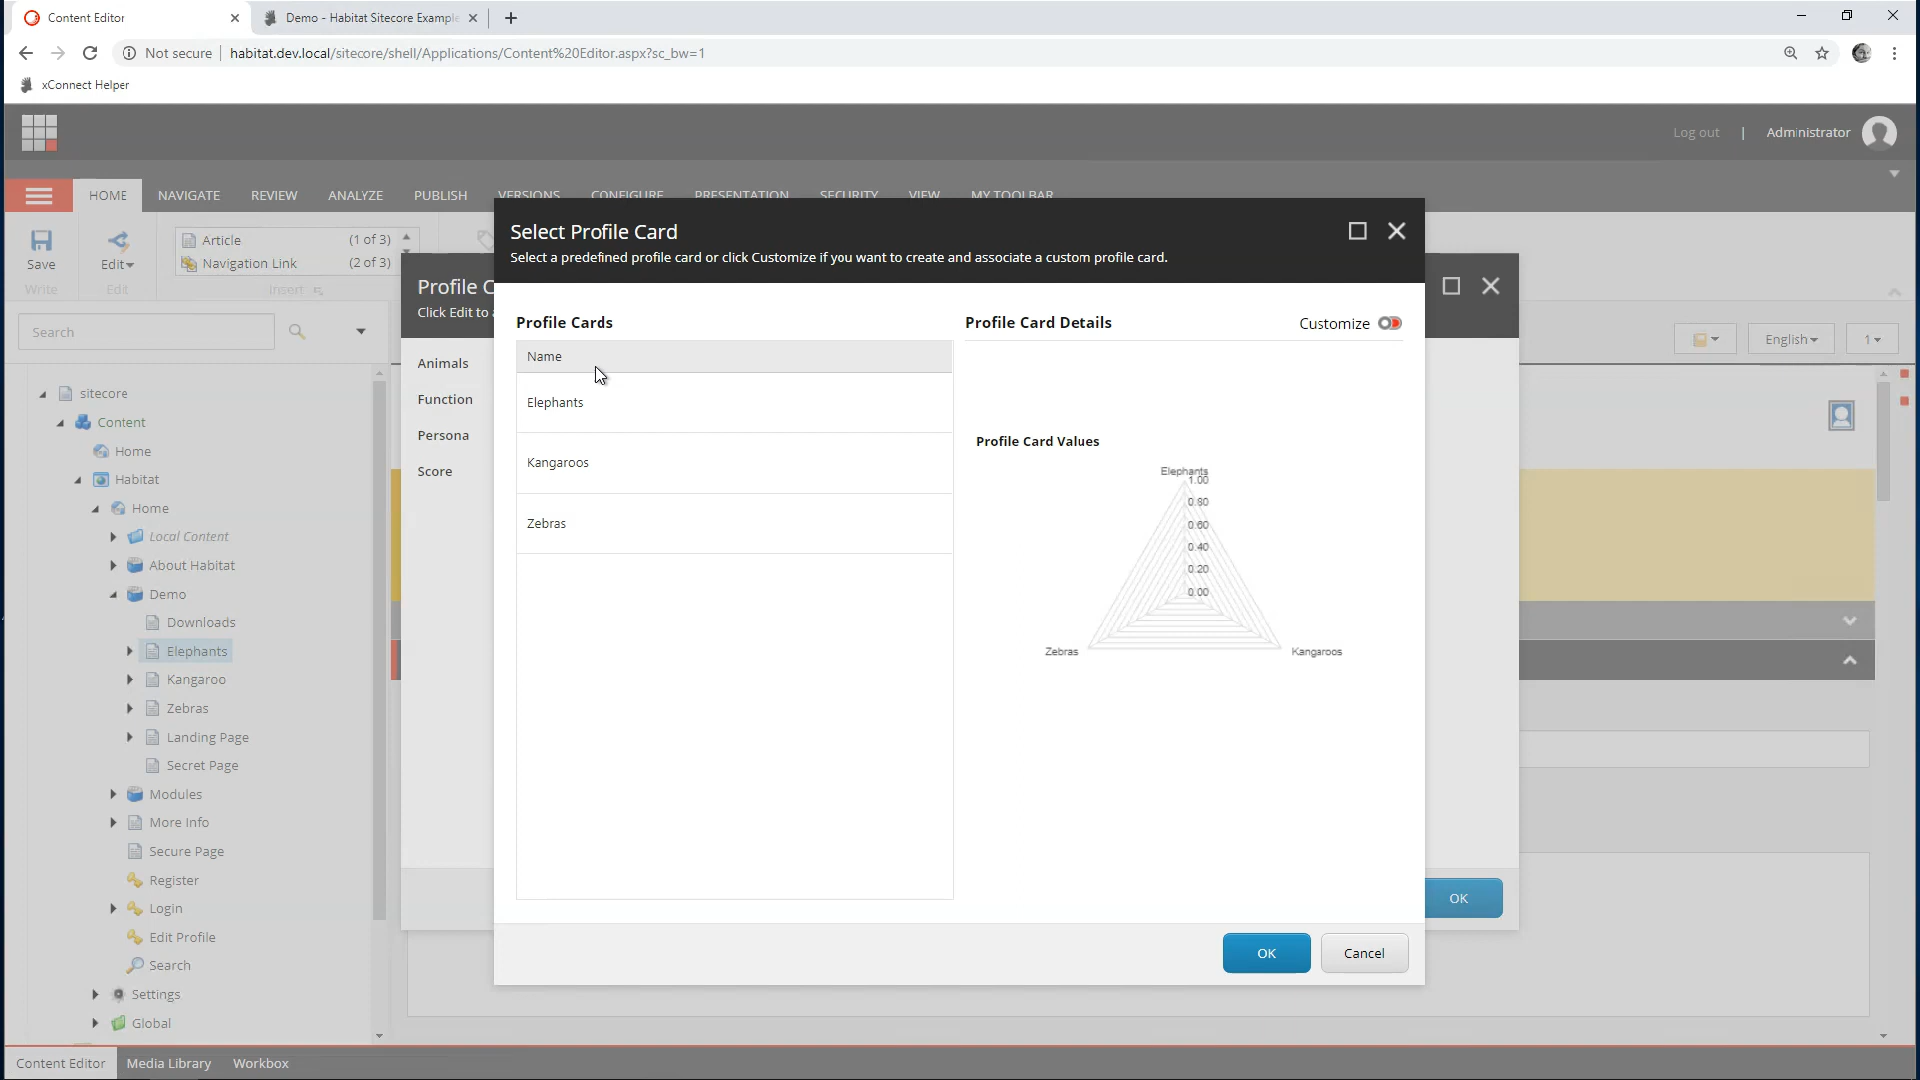 Content Editor
Demo - Habitat Sitecore Example
Not secure
habitat.dev.local/sitecore/shell/Applications/Content%20Editor.aspx?sc_bw=1
xConnect Helper
Log out | Administrator
HOME NAVIGATE REVIEW ANALYZE PUBLISH VERSIONS CONFIGURE PRESENTATION SECURITY VIEW MY TOOLBAR
Save
Write
Edit
Edit
Article (1 of 3)
Navigation Link (2 of 3)
Insert
Search
sitecore
Content
Home
Habitat
Home
Local Content
About Habitat
Demo
Downloads
Elephants
Kangaroo
Zebras
Landing Page
Secret Page
Modules
More Info
Secure Page
Register
Login
Edit Profile
Search
Settings
Global
Profile C
Click Edit to
Animals
Function
Persona
Score
OK
English
1
Select Profile Card
Select a predefined profile card or click Customize if you want to create and associate a custom profile card.
Profile Cards
Name
Elephants
Kangaroos
Zebras
Profile Card Details
Customize
Profile Card Values
Elephants
1.00
0.80
0.60
0.40
0.20
0.00
Zebras
Kangaroos
OK
Cancel
Content Editor
Media Library
Workbox